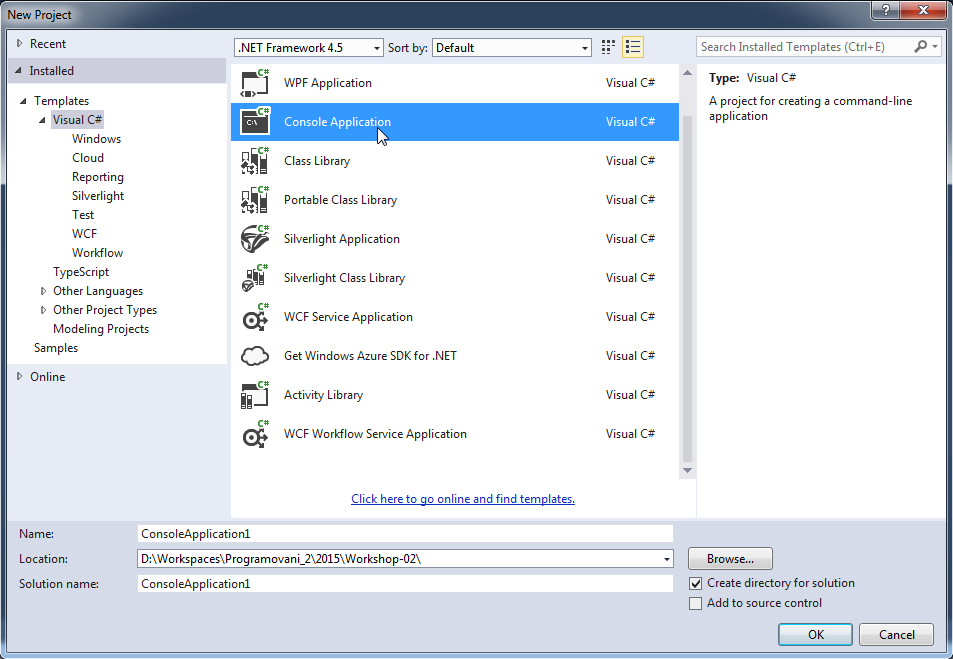 New Project
?
Recent
Installed
Templates
Visual C#
Windows
Cloud
Reporting
Silverlight
Test
WCF
Workflow
TypeScript
Other Languages
Other Project Types
Modeling Projects
Samples
Online
.NET Framework 4.5 Sort by: Default
WPF Application Visual C#
Console Application Visual C#
Class Library Visual C#
Portable Class Library Visual C#
Silverlight Application Visual C#
Silverlight Class Library Visual C#
WCF Service Application Visual C#
Get Windows Azure SDK for .NET Visual C#
Activity Library Visual C#
WCF Workflow Service Application Visual C#
Click here to go online and find templates.
Search Installed Templates (Ctrl+E)
Type: Visual C#
A project for creating a command-line
application
Name: ConsoleApplication1
Location: D:\Workspaces\Programovani_2\2015\Workshop-02\ Browse...
Solution name: ConsoleApplication1
Create directory for solution
Add to source control
OK Cancel